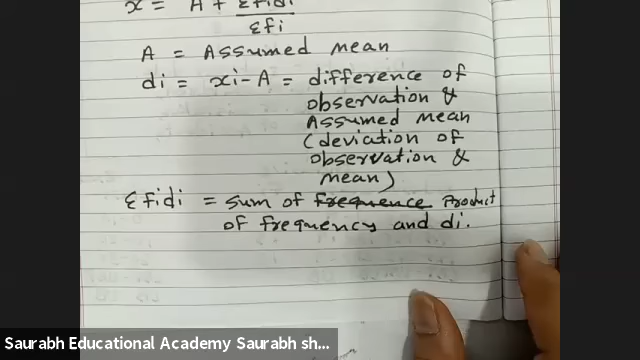 x = A + Σfidi
Σfi
A = Assumed mean
di = xi - A = difference of
observation &
Assumed mean
(deviation of
observation &
mean)
Σfidi = sum of frequence Product
of frequency and di.
Saurabh Educational Academy Saurabh sh...